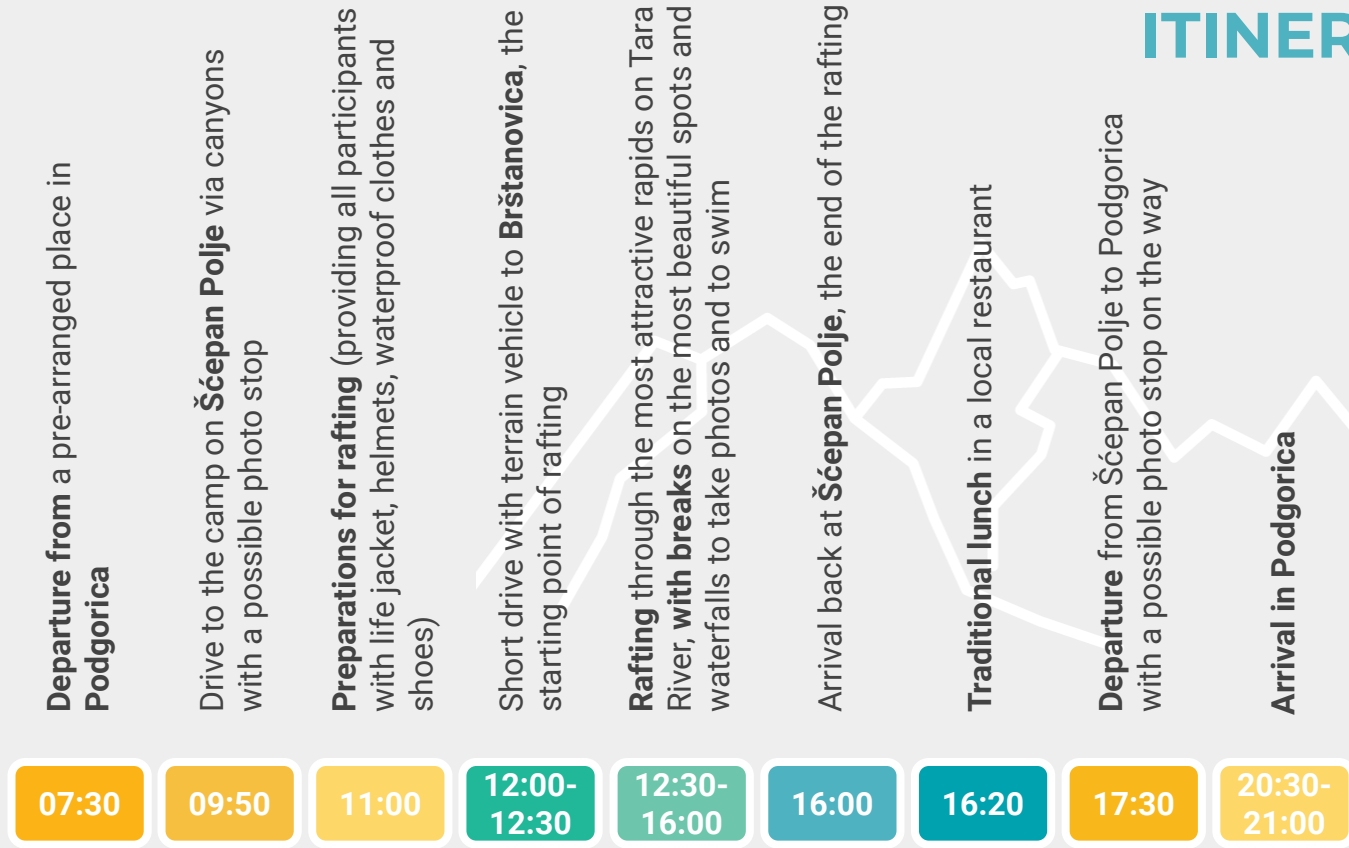 ITINER
Departure from a pre-arranged place in
Podgorica
07:30
Drive to the camp on Šćepan Polje via canyons
with a possible photo stop
09:50
Preparations for rafting (providing all participants
with life jacket, helmets, waterproof clothes and
shoes)
11:00
Short drive with terrain vehicle to Brštanovica, the
starting point of rafting
12:00-
12:30
Rafting through the most attractive rapids on Tara
River, with breaks on the most beautiful spots and
waterfalls to take photos and to swim
12:30-
16:00
Arrival back at Šćepan Polje, the end of the rafting
16:00
Traditional lunch in a local restaurant
16:20
Departure from Šćepan Polje to Podgorica
with a possible photo stop on the way
17:30
Arrival in Podgorica
20:30-
21:00